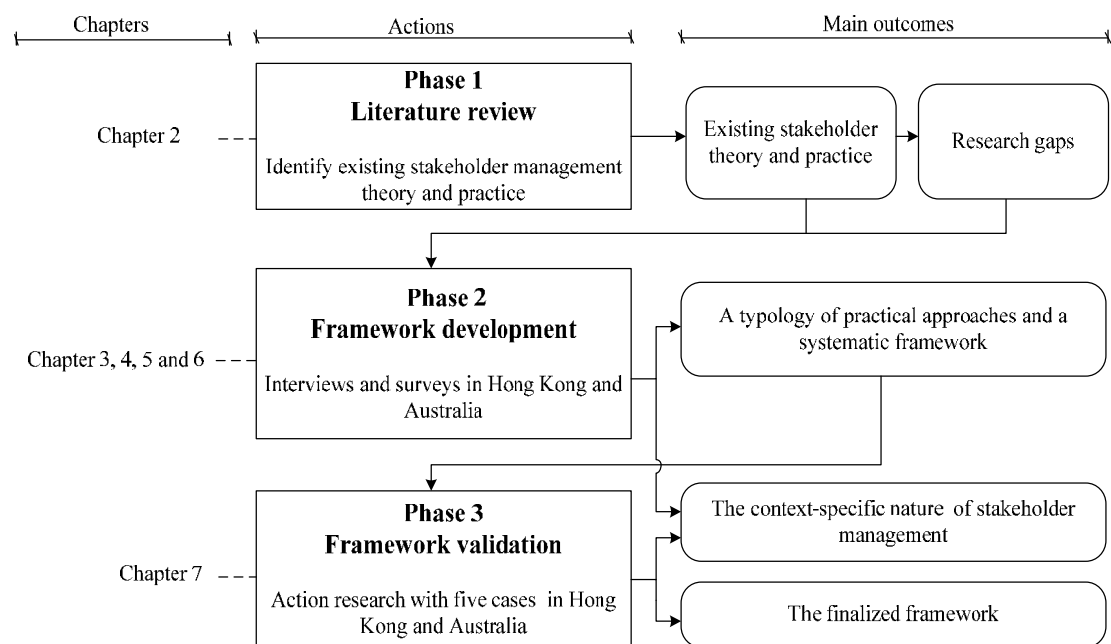 Chapters
Actions
Main outcomes
Phase 1
Literature review
Identify existing stakeholder management
theory and practice
Chapter 2
Existing stakeholder
theory and practice
Research gaps
Phase 2
Framework development
Interviews and surveys in Hong Kong and
Australia
Chapter 3, 4, 5 and 6
A typology of practical approaches and a
systematic framework
Phase 3
Framework validation
Action research with five cases in Hong
Kong and Australia
Chapter 7
The context-specific nature of stakeholder
management
The finalized framework